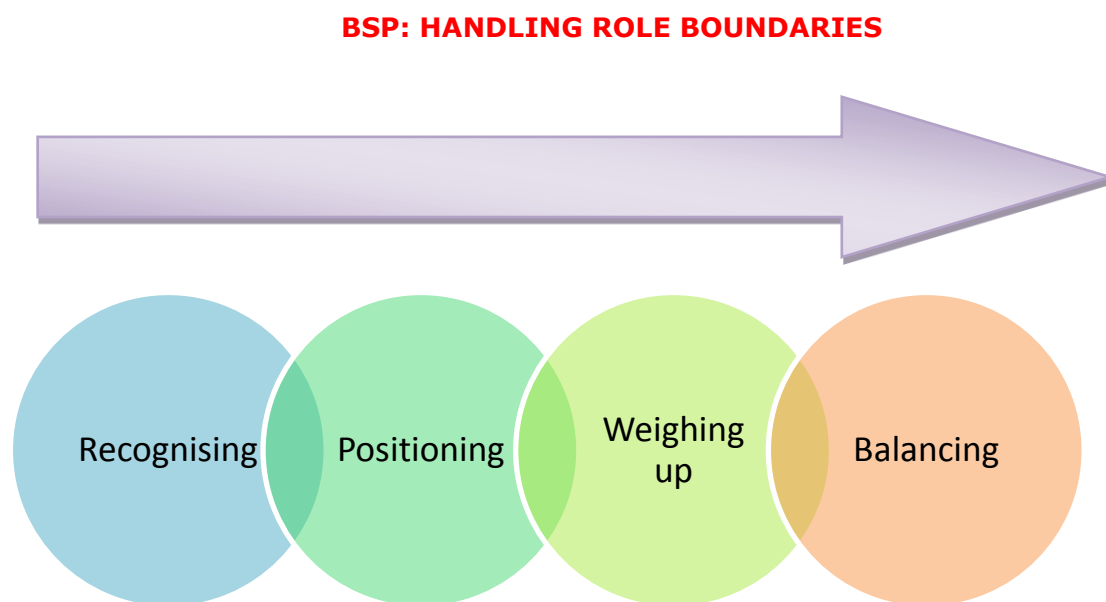 BSP: HANDLING ROLE BOUNDARIES
Recognising
Positioning
Weighing
up
Balancing